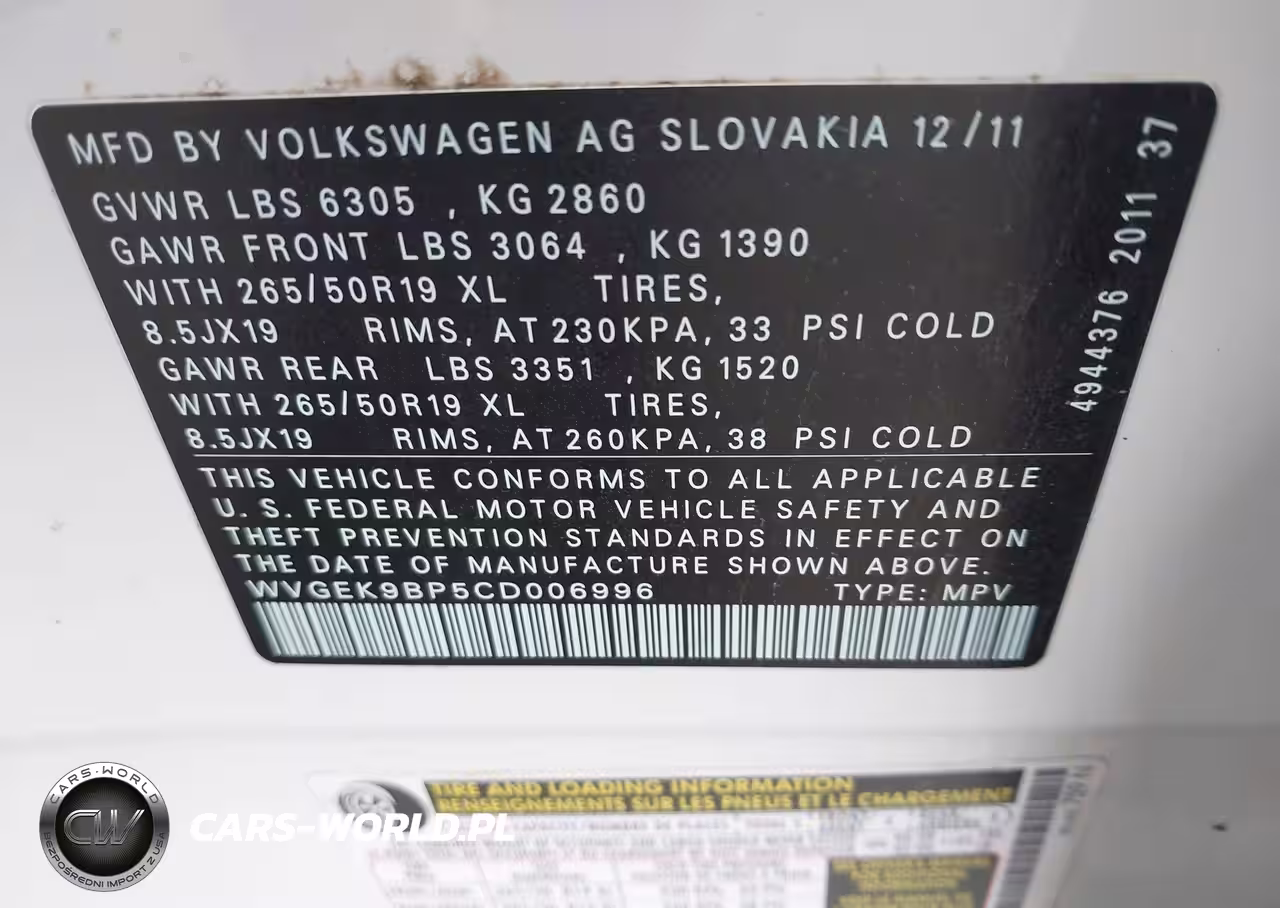 MFD BY VOLKSWAGEN AG SLOVAKIA 12/11
GVWR LBS 6305 , KG 2860
GAWR FRONT LBS 3064 , KG 1390
WITH 265/50R19 XL TIRES,
8.5JX19 RIMS, AT 230KPA, 33 PSI COLD
GAWR REAR LBS 3351 , KG 1520
WITH 265/50R19 XL TIRES,
8.5JX19 RIMS, AT 260KPA, 38 PSI COLD
THIS VEHICLE CONFORMS TO ALL APPLICABLE
U. S. FEDERAL MOTOR VEHICLE SAFETY AND
THEFT PREVENTION STANDARDS IN EFFECT ON
THE DATE OF MANUFACTURE SHOWN ABOVE.
WVGEK9BP5CD006996 TYPE: MPV
4944376 2011 37
TIRE AND LOADING INFORMATION
RENSEIGNEMENTS SUR LES PNEUS ET LE CHARGEMENT
CARS-WORLD
CW
BEZPOŚREDNI IMPORT Z USA
CARS-WORLD.PL